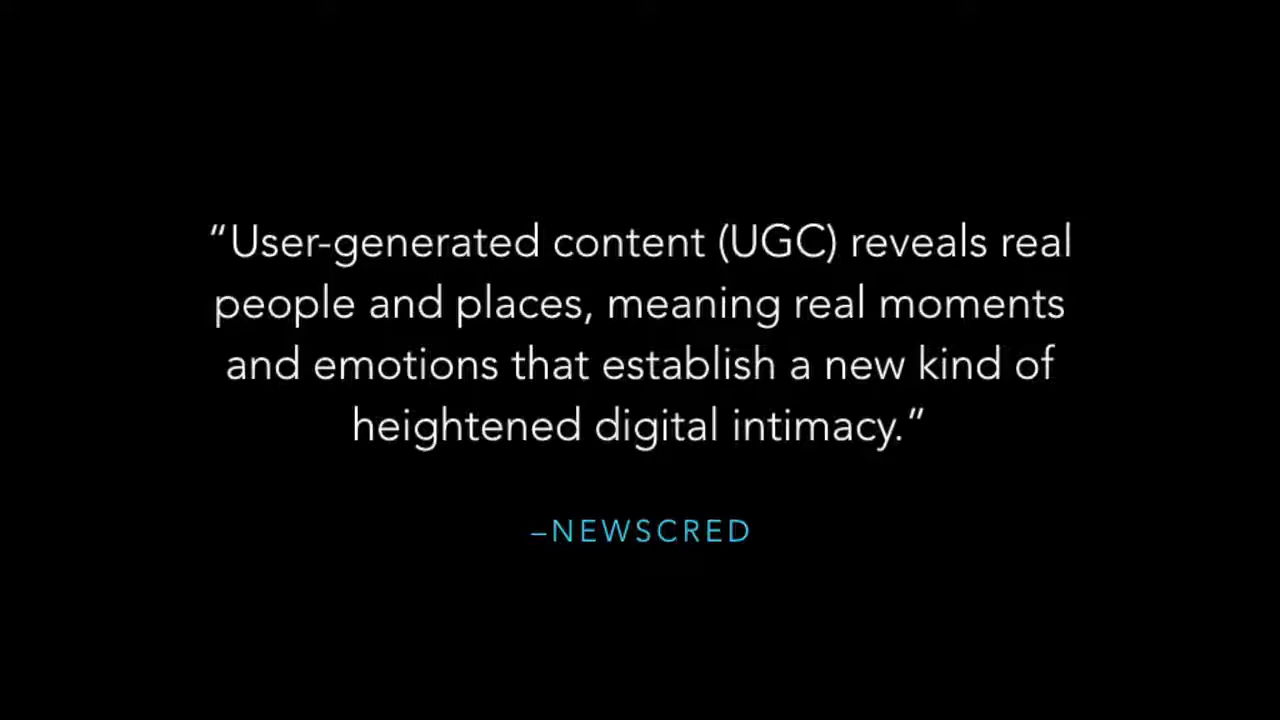 “User-generated content (UGC) reveals real
people and places, meaning real moments
and emotions that establish a new kind of
heightened digital intimacy.”
–NEWSCRED